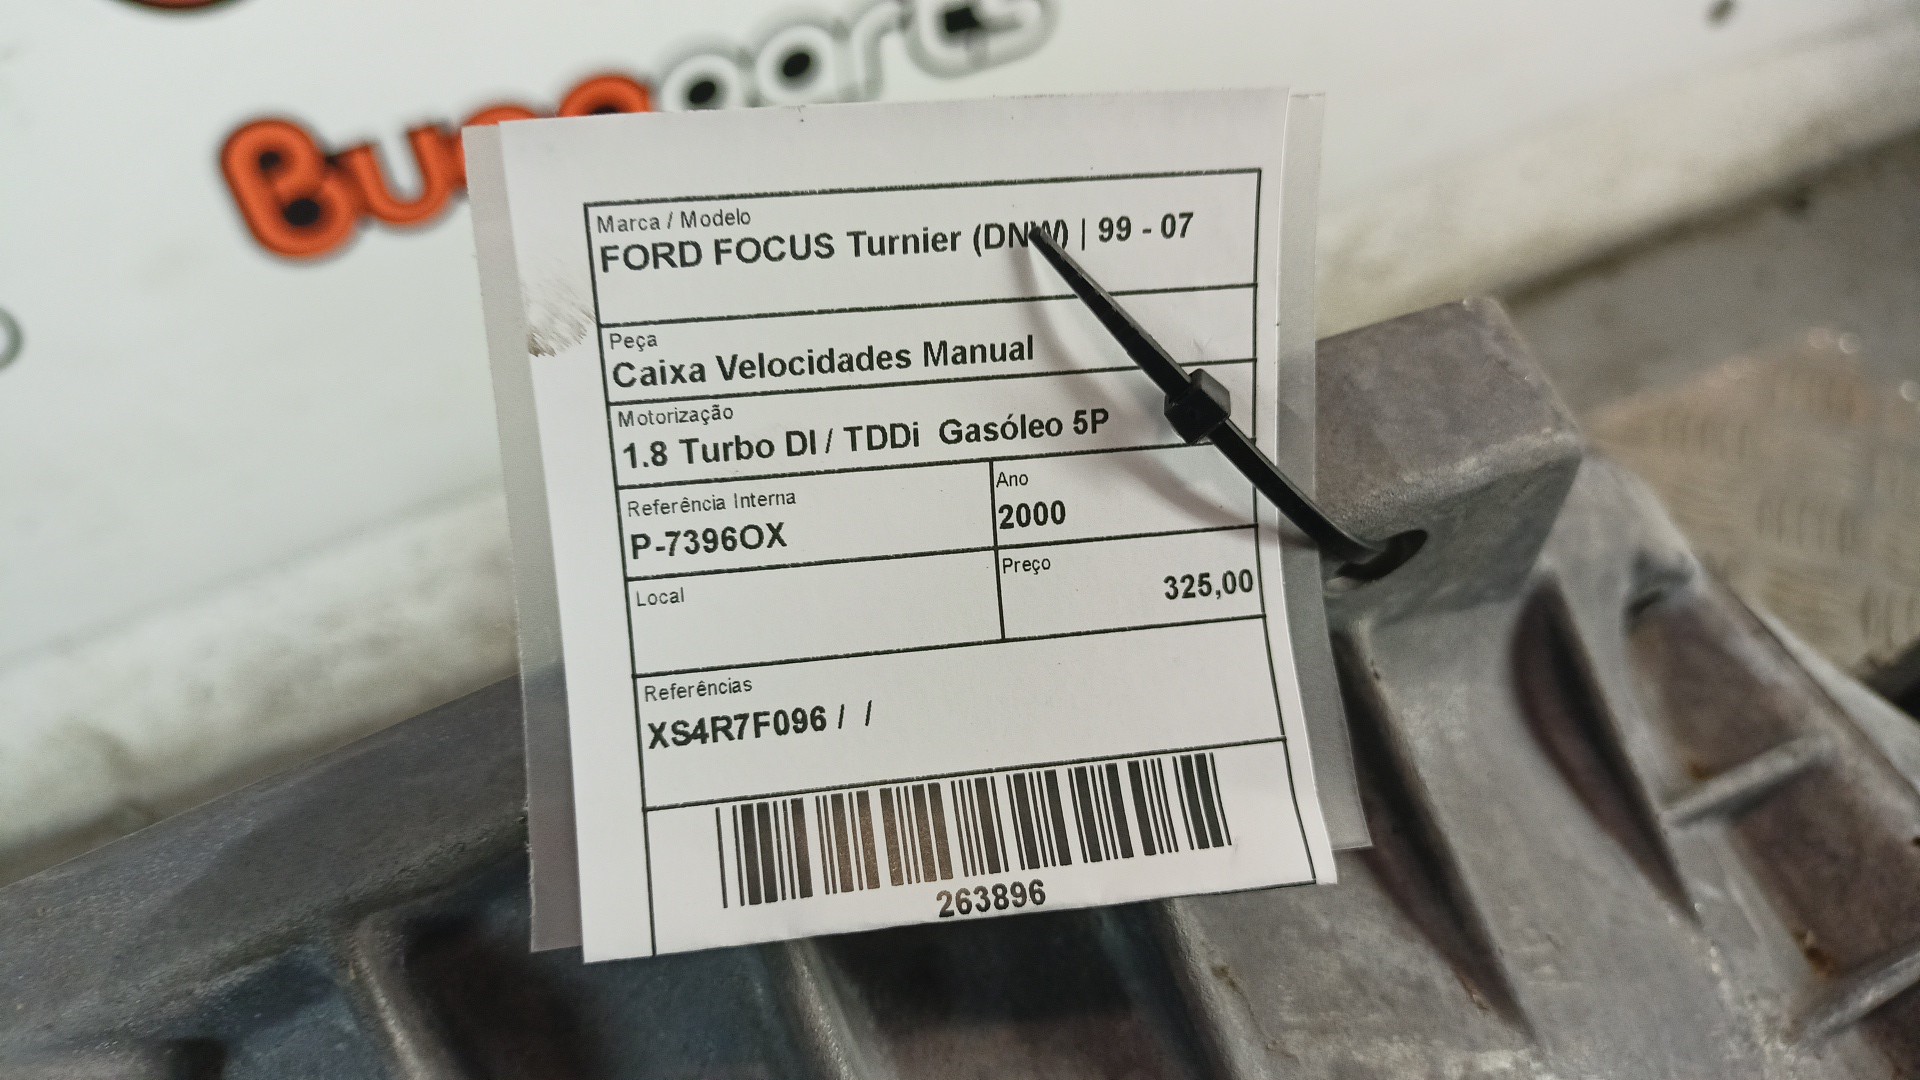 Marca / Modelo
FORD FOCUS Turnier (DNW) | 99 - 07
Peça
Caixa Velocidades Manual
Motorização
1.8 Turbo DI / TDDi Gasóleo 5P
Referência Interna
P-7396OX
Ano
2000
Local
Preço
325,00
Referências
XS4R7F096 / /
263896